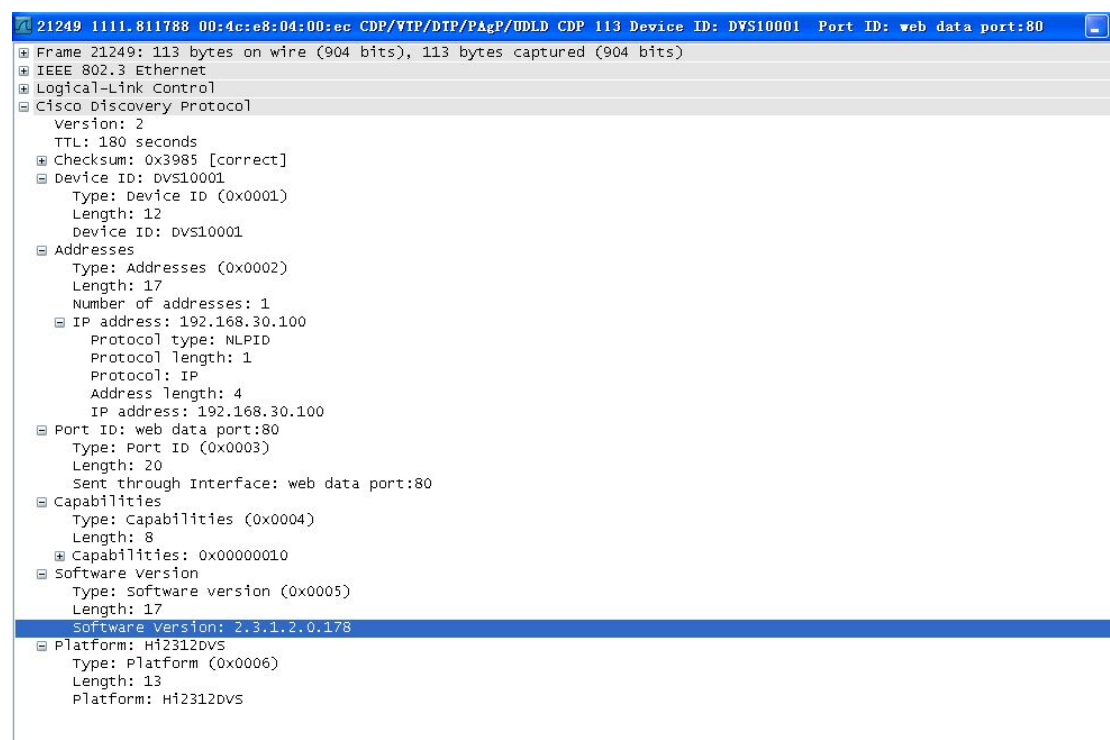 21249 1111.811788 00:4c:e8:04:00:ec CDP/VTP/DTP/PAgP/UDLD CDP 113 Device ID: DVS10001 Port ID: web data port:80
Frame 21249: 113 bytes on wire (904 bits), 113 bytes captured (904 bits)
IEEE 802.3 Ethernet
Logical-Link Control
Cisco Discovery Protocol
Version: 2
TTL: 180 seconds
Checksum: 0x3985 [correct]
Device ID: DVS10001
Type: Device ID (0x0001)
Length: 12
Device ID: DVS10001
Addresses
Type: Addresses (0x0002)
Length: 17
Number of addresses: 1
IP address: 192.168.30.100
Protocol type: NLPID
Protocol length: 1
Protocol: IP
Address length: 4
IP address: 192.168.30.100
Port ID: web data port:80
Type: Port ID (0x0003)
Length: 20
Sent through Interface: web data port:80
Capabilities
Type: Capabilities (0x0004)
Length: 8
Capabilities: 0x00000010
Software Version
Type: Software version (0x0005)
Length: 17
Software Version: 2.3.1.2.0.178
Platform: Hi2312DVS
Type: Platform (0x0006)
Length: 13
Platform: Hi2312DVS